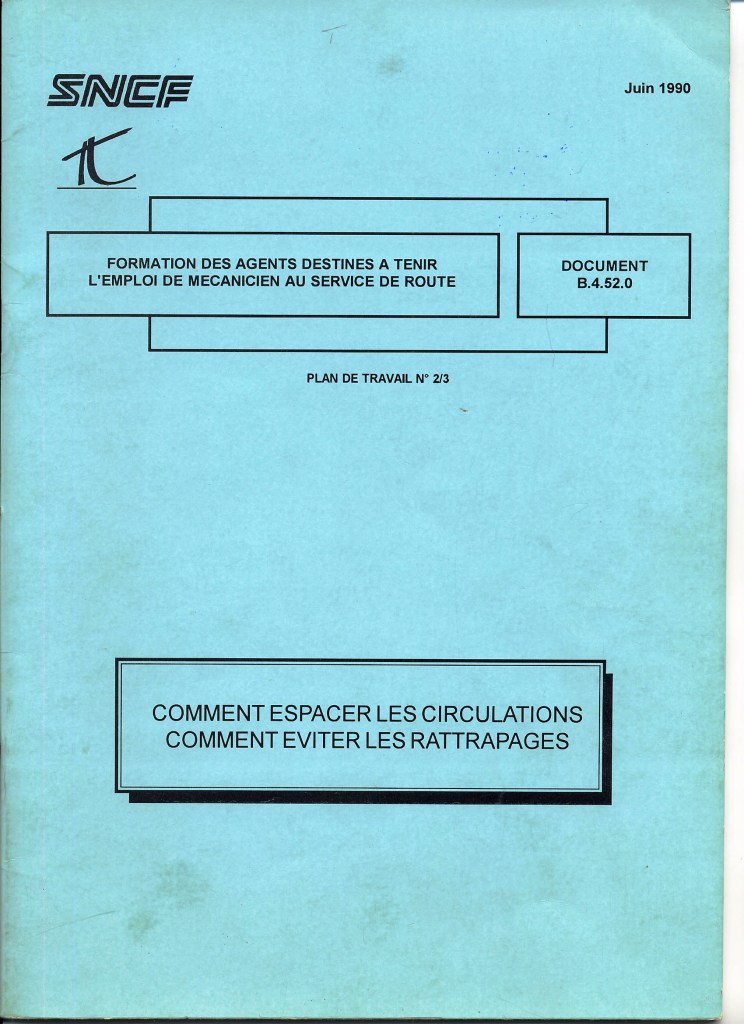 SNCF
Juin 1990
FORMATION DES AGENTS DESTINES A TENIR
L'EMPLOI DE MECANICIEN AU SERVICE DE ROUTE
DOCUMENT
B.4.52.0
PLAN DE TRAVAIL N° 2/3
COMMENT ESPACER LES CIRCULATIONS
COMMENT EVITER LES RATTRAPAGES